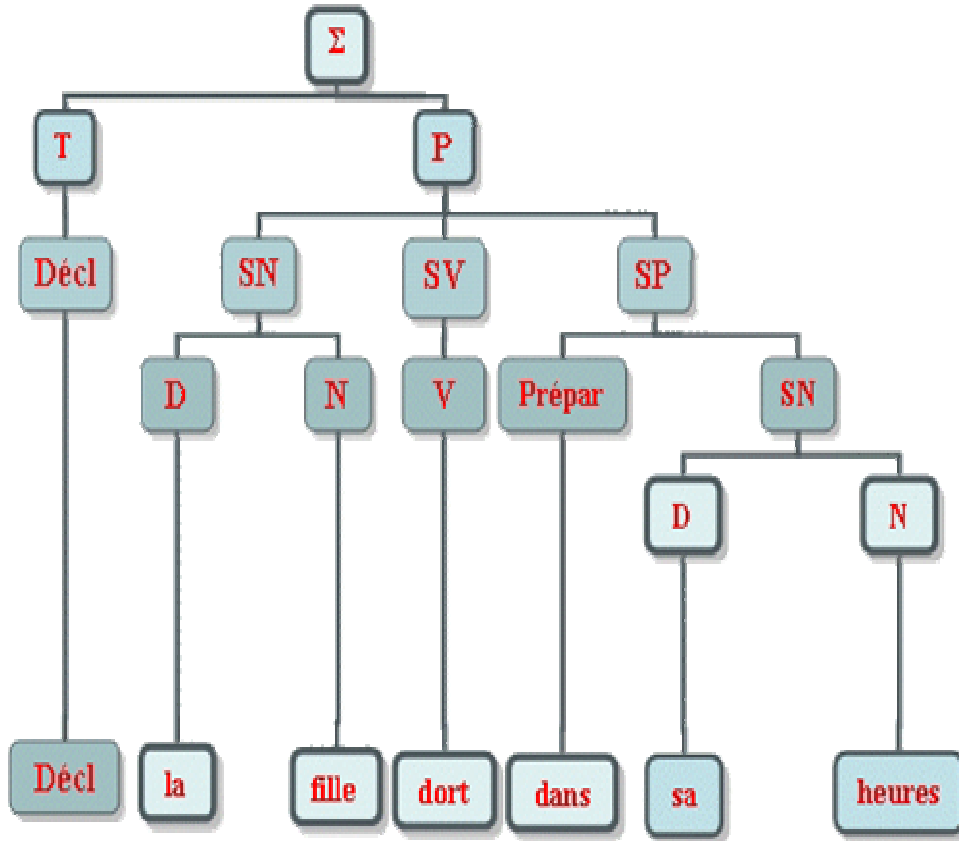 Σ
T P
Décl SN SV SP
D N V Prépar SN
D N
Décl la fille dort dans sa heures